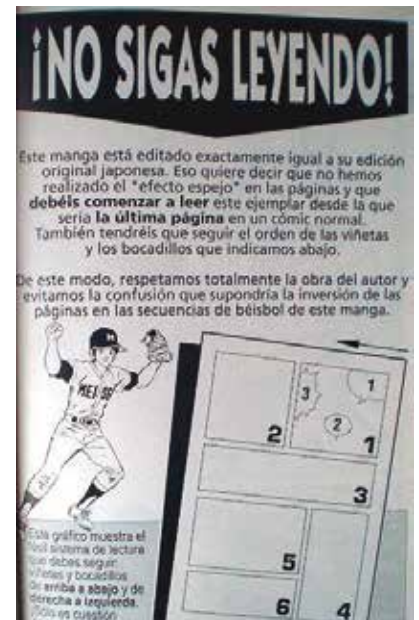 ¡NO SIGAS LEYENDO!
Este manga está editado exactamente igual a su edición
original japonesa. Eso quiere decir que no hemos
realizado el "efecto espejo" en las páginas y que
debéis comenzar a leer este ejemplar desde la que
sería la última página en un cómic normal.
También tendréis que seguir el orden de las viñetas
y los bocadillos que indicamos abajo.
De este modo, respetamos totalmente la obra del autor y
evitamos la confusión que supondría la inversión de las
páginas en las secuencias de béisbol de este manga.
M
1
3
2
2
1
3
5
6
4
Este gráfico muestra el
fácil sistema de lectura
que debes seguir:
viñetas y bocadillos
de arriba a abajo y de
derecha a izquierda.
¡Sólo es cuestión